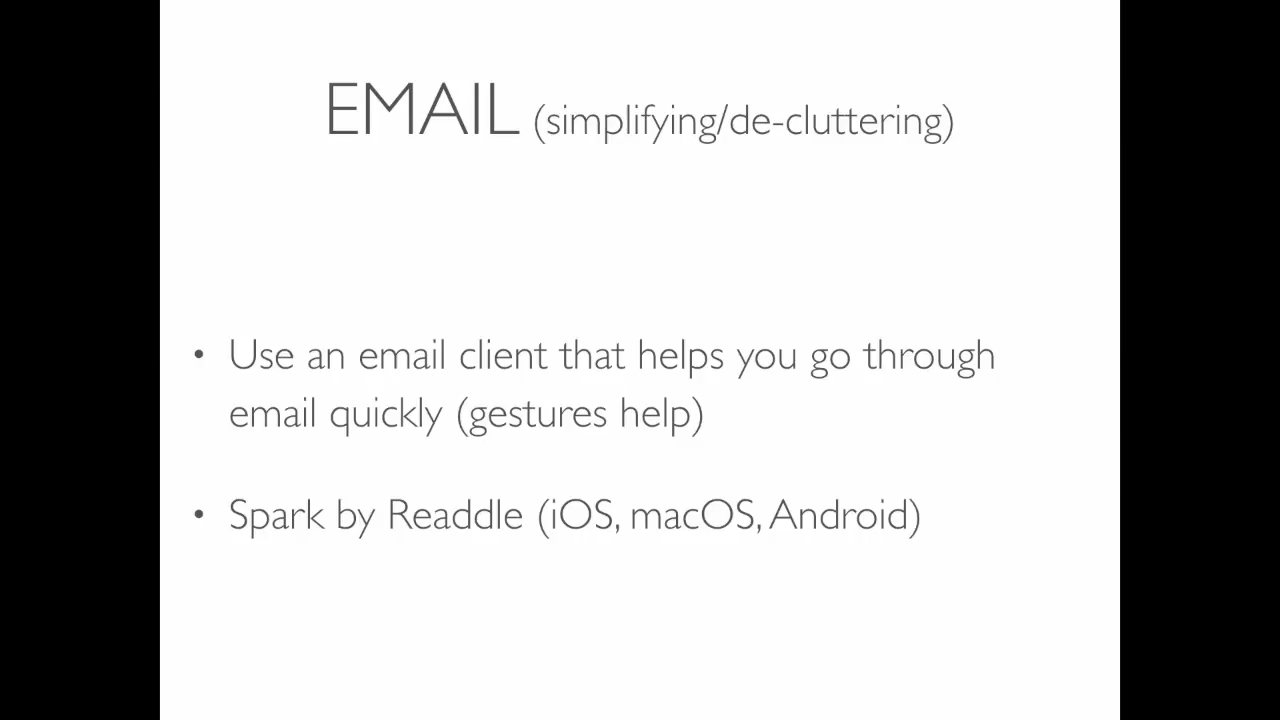 EMAIL (simplifying/de-cluttering)
• Use an email client that helps you go through
email quickly (gestures help)
• Spark by Readdle (iOS, macOS, Android)